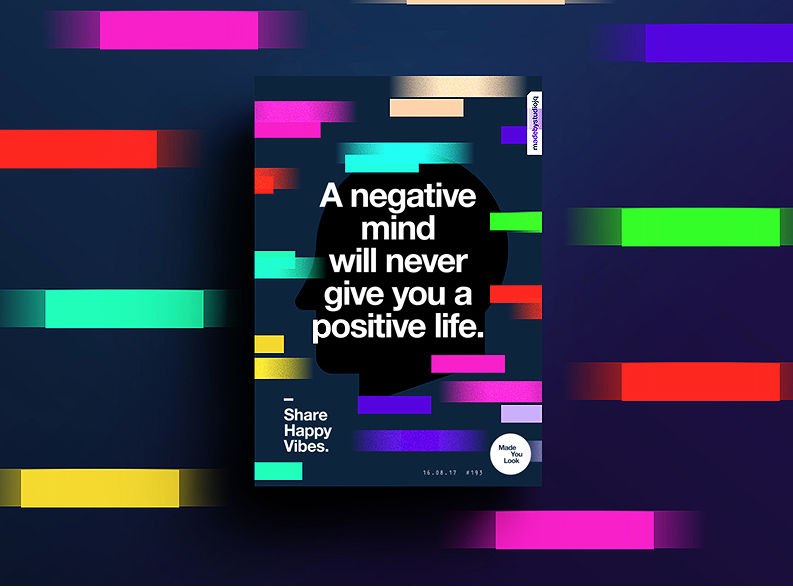 madebystudiojq
A negative
mind
will never
give you a
positive life.
Share
Happy
Vibes.
Made
You
Look
16.08.17 #193